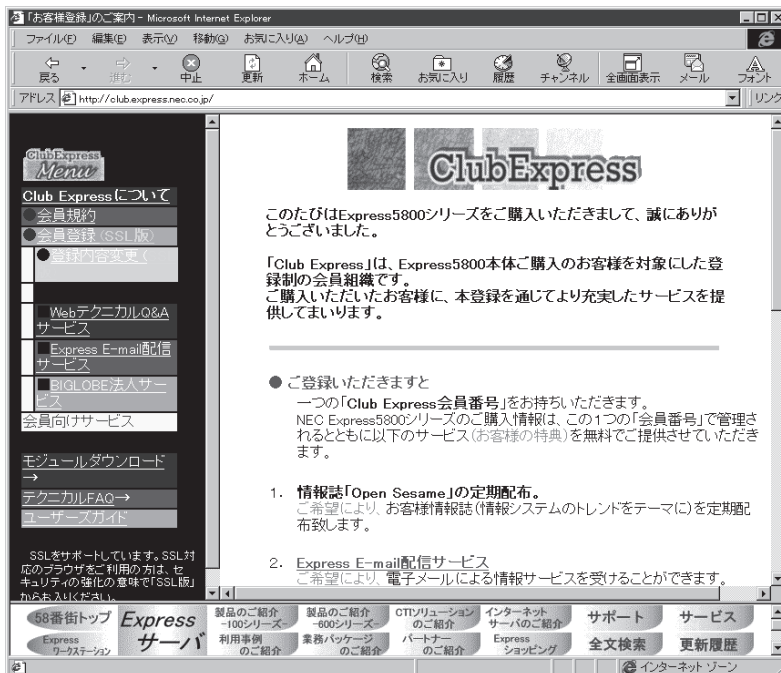 「お客様登録」のご案内 - Microsoft Internet Explorer
ファイル(F) 編集(E) 表示(V) 移動(G) お気に入り(A) ヘルプ(H)
戻る 進む 中止 更新 ホーム 検索 お気に入り 履歴 チャンネル 全画面表示 メール フォント
アドレス http://club.express.nec.co.jp/ リンク
ClubExpress
Menu
Club Expressについて
●会員規約
●会員登録(SSL版)
●登録内容変更(
■WebテクニカルQ&A
サービス
■Express E-mail配信
サービス
■BIGLOBE法人サー
ビス
会員向けサービス
モジュールダウンロード
→
テクニカルFAQ→
ユーザーズガイド
SSLをサポートしています。SSL対
応のブラウザをご利用の方は、セ
キュリティの強化の意味で「SSL版」
からお入りください。
ClubExpress
このたびはExpress5800シリーズをご購入いただきまして、誠にありが
とうございました。
「Club Express」は、Express5800本体ご購入のお客様を対象にした登
録制の会員組織です。
ご購入いただいたお客様に、本登録を通じてより充実したサービスを提
供してまいります。
● ご登録いただきますと
一つの「Club Express会員番号」をお持ちいただきます。
NEC Express5800シリーズのご購入情報は、この1つの「会員番号」で管理さ
れるとともに以下のサービス(お客様の特典)を無料でご提供させていただき
ます。
1. 情報誌「Open Sesame」の定期配布。
ご希望により、お客様情報誌(情報システムのトレンドをテーマに)を定期配
布致します。
2. Express E-mail配信サービス
ご希望により、電子メールによる情報サービスを受けることができます。
58番街トップ Express サーバ 製品のご紹介 -100シリーズ- 製品のご紹介 -600シリーズ- CTIソリューションのご紹介 インターネットサーバのご紹介 サポート サービス
Express ワークステーション 利用事例のご紹介 業務パッケージのご紹介 パートナーのご紹介 Express ショッピング 全文検索 更新履歴
インターネット ゾーン